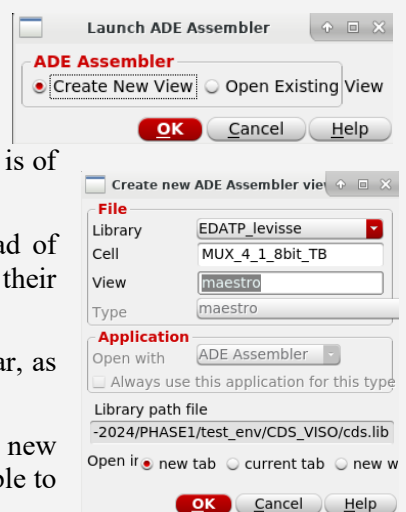 Launch ADE Assembler
ADE Assembler
Create New View Open Existing View
OK Cancel Help
is of
Create new ADE Assembler vie
File
Library EDATP_levisse
ad of
Cell MUX_4_1_8bit_TB
their
View maestro
Type maestro
Application
ar, as
Open with ADE Assembler
Always use this application for this type
Library path file
-2024/PHASE1/test_env/CDS_VISO/cds.lib
new
Open in new tab current tab new w
ble to
OK Cancel Help